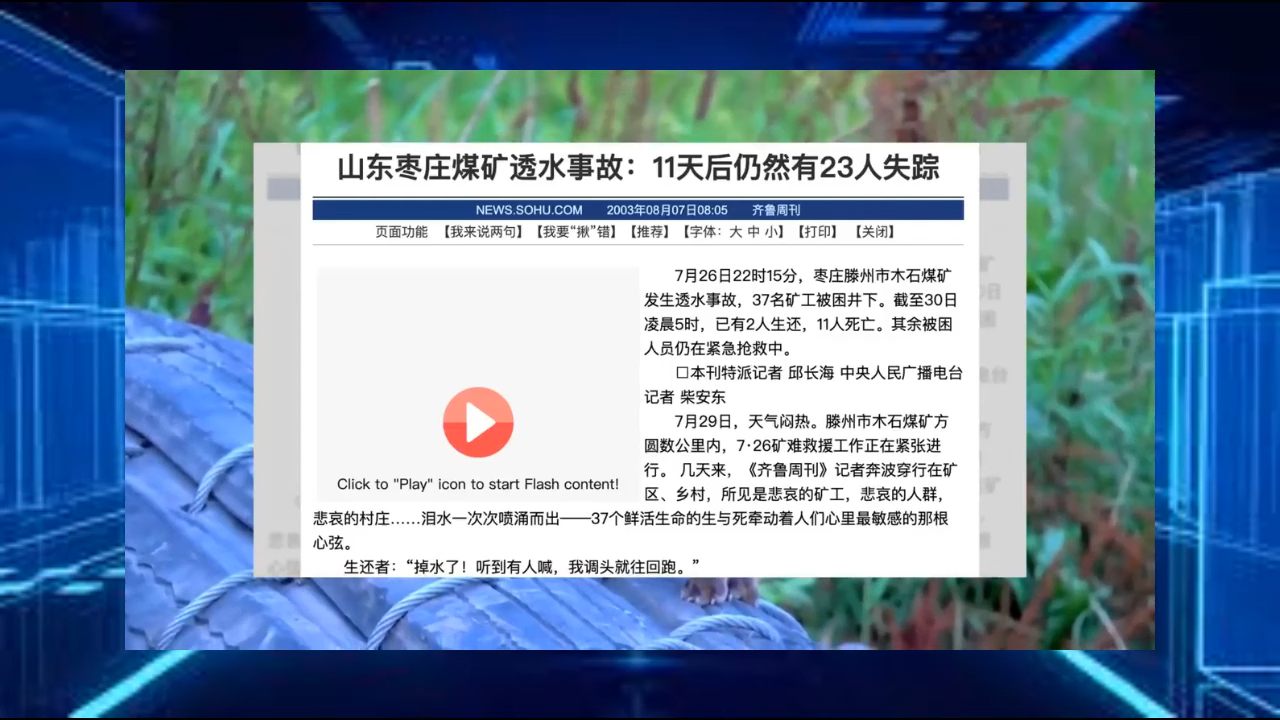 山东枣庄煤矿透水事故：11天后仍然有23人失踪
NEWS.SOHU.COM 2003年08月07日08:05 齐鲁周刊
页面功能 【我来说两句】【我要“揪”错】【推荐】【字体：大 中 小】【打印】 【关闭】
7月26日22时15分，枣庄滕州市木石煤矿
发生透水事故，37名矿工被困井下。截至30日
凌晨5时，已有2人生还，11人死亡。其余被困
人员仍在紧急抢救中。
□本刊特派记者 邱长海 中央人民广播电台
记者 柴安东
7月29日，天气闷热。滕州市木石煤矿方
圆数公里内，7·26矿难救援工作正在紧张进
行。 几天来，《齐鲁周刊》记者奔波穿行在矿
区、乡村，所见是悲哀的矿工，悲哀的人群，
Click to "Play" icon to start Flash content!
悲哀的村庄……泪水一次次喷涌而出——37个鲜活生命的生与死牵动着人们心里最敏感的那根
心弦。
生还者：“掉水了！听到有人喊，我调头就往回跑。”